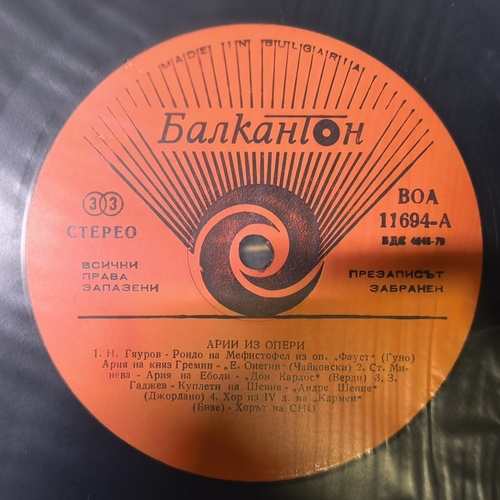 MADE IN BULGARIA
Балкантон
33
СТЕРЕО
ВОА
11694-А
БДС 4048-79
ВСИЧКИ
ПРАВА
ЗАПАЗЕНИ
ПРЕЗАПИСЪТ
ЗАБРАНЕН
АРИИ ИЗ ОПЕРИ
1. Н. Гяуров - Рондо на Мефистофел из оп. „Фауст“ (Гуно)
Ария на княз Гремин - „Е. Онегин“ (Чайковски) 2. Ст. Ми-
нева - Ария на Еболи - „Дон Карлос“ (Верди) 3. З.
Гаджев - Куплети на Шение - „Андре Шение“
(Джордано) 4. Хор из IV д. на „Кармен“
(Бизе) - Хорът на СНО